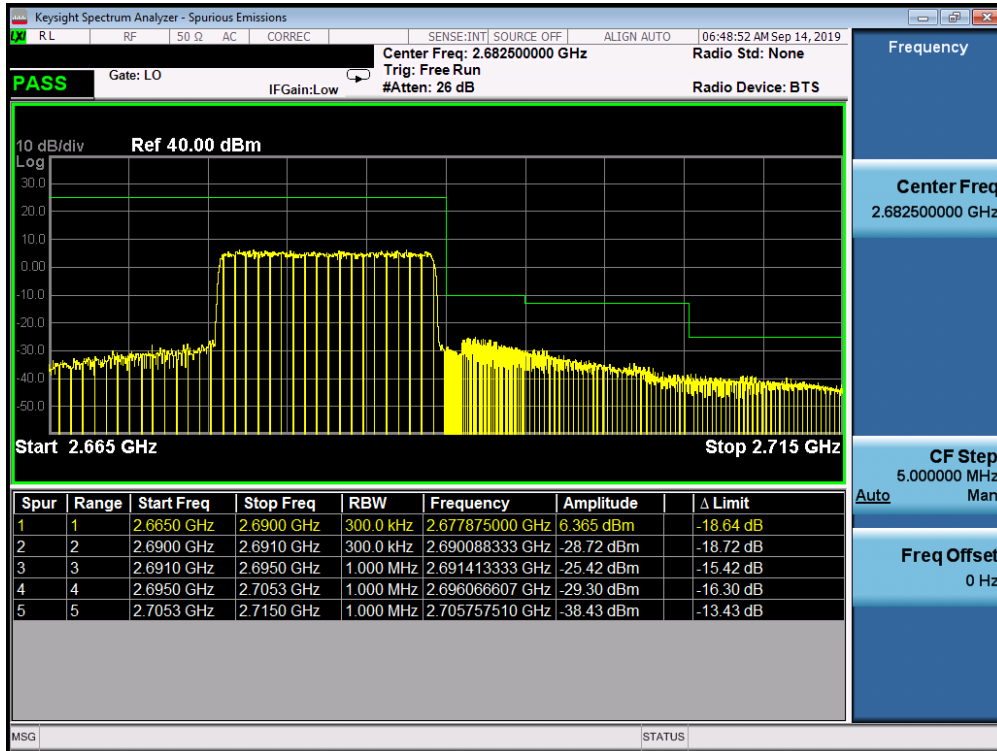 Keysight Spectrum Analyzer - Spurious Emissions
LXI RL RF 50 Ω AC CORREC SENSE:INT SOURCE OFF ALIGN AUTO 06:48:52 AM Sep 14, 2019
Center Freq: 2.682500000 GHz Radio Std: None
Gate: LO Trig: Free Run
PASS IFGain:Low #Atten: 26 dB Radio Device: BTS
10 dB/div Ref 40.00 dBm
Log
30.0
20.0
10.0
0.00
-10.0
-20.0
-30.0
-40.0
-50.0
Start 2.665 GHz Stop 2.715 GHz
Spur Range Start Freq Stop Freq RBW Frequency Amplitude Δ Limit
1 1 2.6650 GHz 2.6900 GHz 300.0 kHz 2.677875000 GHz 6.365 dBm -18.64 dB
2 2 2.6900 GHz 2.6910 GHz 300.0 kHz 2.690088333 GHz -28.72 dBm -18.72 dB
3 3 2.6910 GHz 2.6950 GHz 1.000 MHz 2.691413333 GHz -25.42 dBm -15.42 dB
4 4 2.6950 GHz 2.7053 GHz 1.000 MHz 2.696066607 GHz -29.30 dBm -16.30 dB
5 5 2.7053 GHz 2.7150 GHz 1.000 MHz 2.705757510 GHz -38.43 dBm -13.43 dB
MSG STATUS
Frequency
Center Freq
2.682500000 GHz
CF Step
5.000000 MHz
Auto Man
Freq Offset
0 Hz